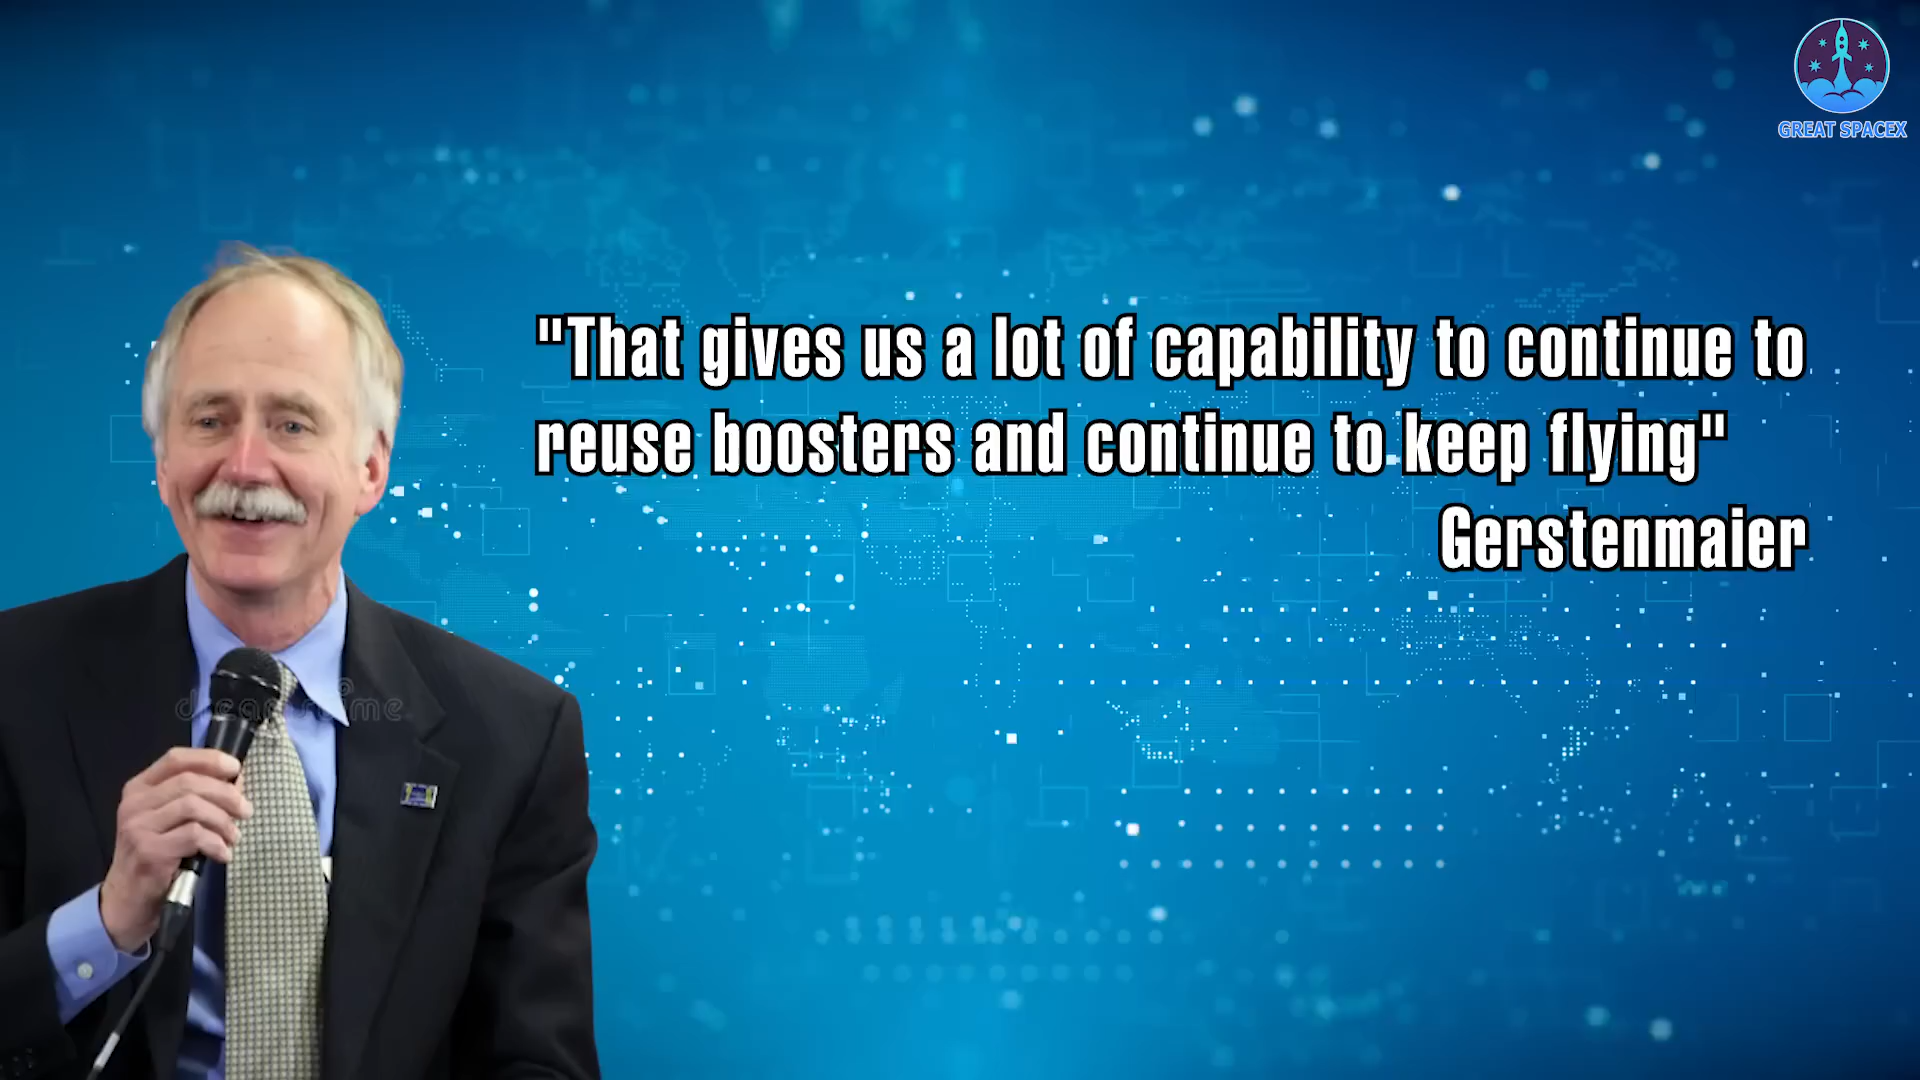 GREAT SPACEX
"That gives us a lot of capability to continue to
reuse boosters and continue to keep flying"
Gerstenmaier
dreamstime